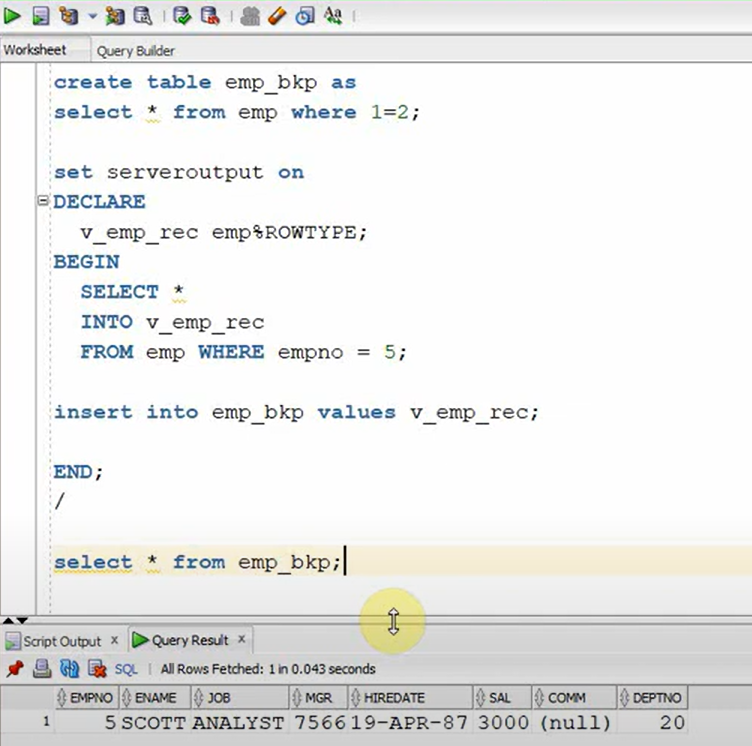 Worksheet Query Builder
create table emp_bkp as
select * from emp where 1=2;
set serveroutput on
DECLARE
v_emp_rec emp%ROWTYPE;
BEGIN
SELECT *
INTO v_emp_rec
FROM emp WHERE empno = 5;
insert into emp_bkp values v_emp_rec;
END;
/
select * from emp_bkp;
Script Output × Query Result ×
SQL | All Rows Fetched: 1 in 0.043 seconds
EMPNO ENAME JOB MGR HIREDATE SAL COMM DEPTNO
1 5 SCOTT ANALYST 7566 19-APR-87 3000 (null) 20